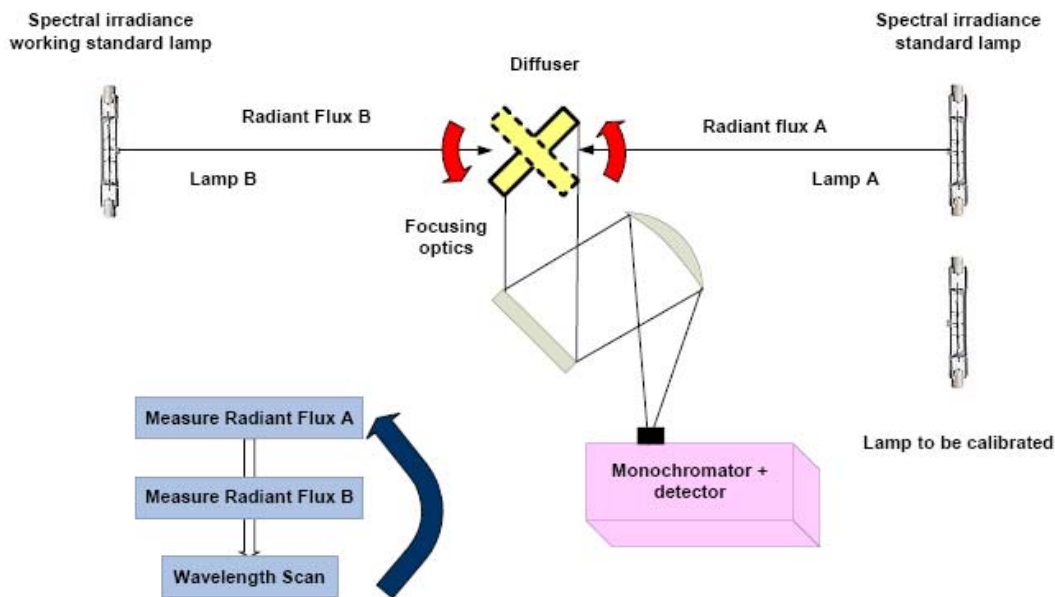 Spectral irradiance
working standard lamp
Spectral irradiance
standard lamp
Diffuser
Radiant Flux B
Radiant flux A
Lamp B
Lamp A
Focusing
optics
Measure Radiant Flux A
Measure Radiant Flux B
Wavelength Scan
Monochromator +
detector
Lamp to be calibrated